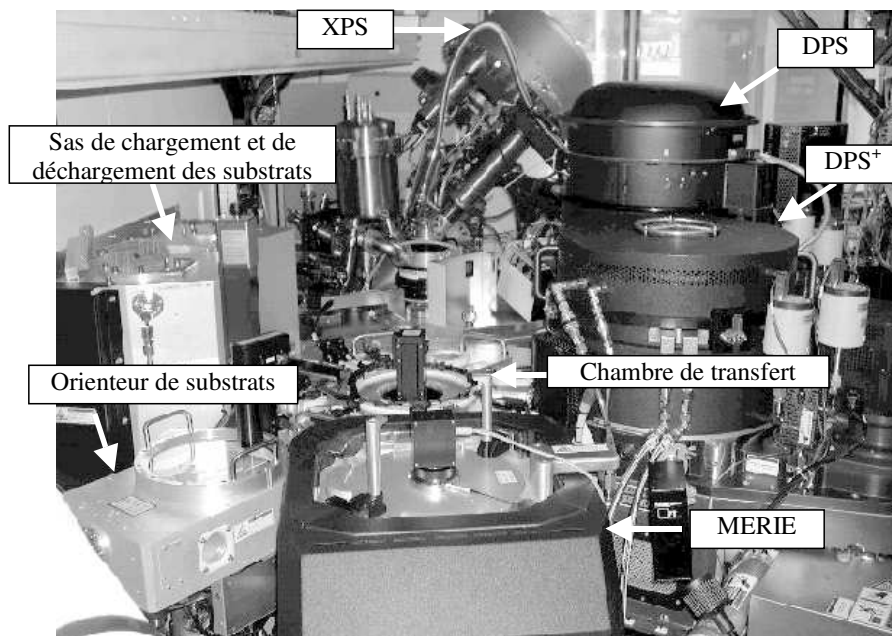 XPS
DPS
Sas de chargement et de
déchargement des substrats
DPS+
Orienteur de substrats
Chambre de transfert
MERIE